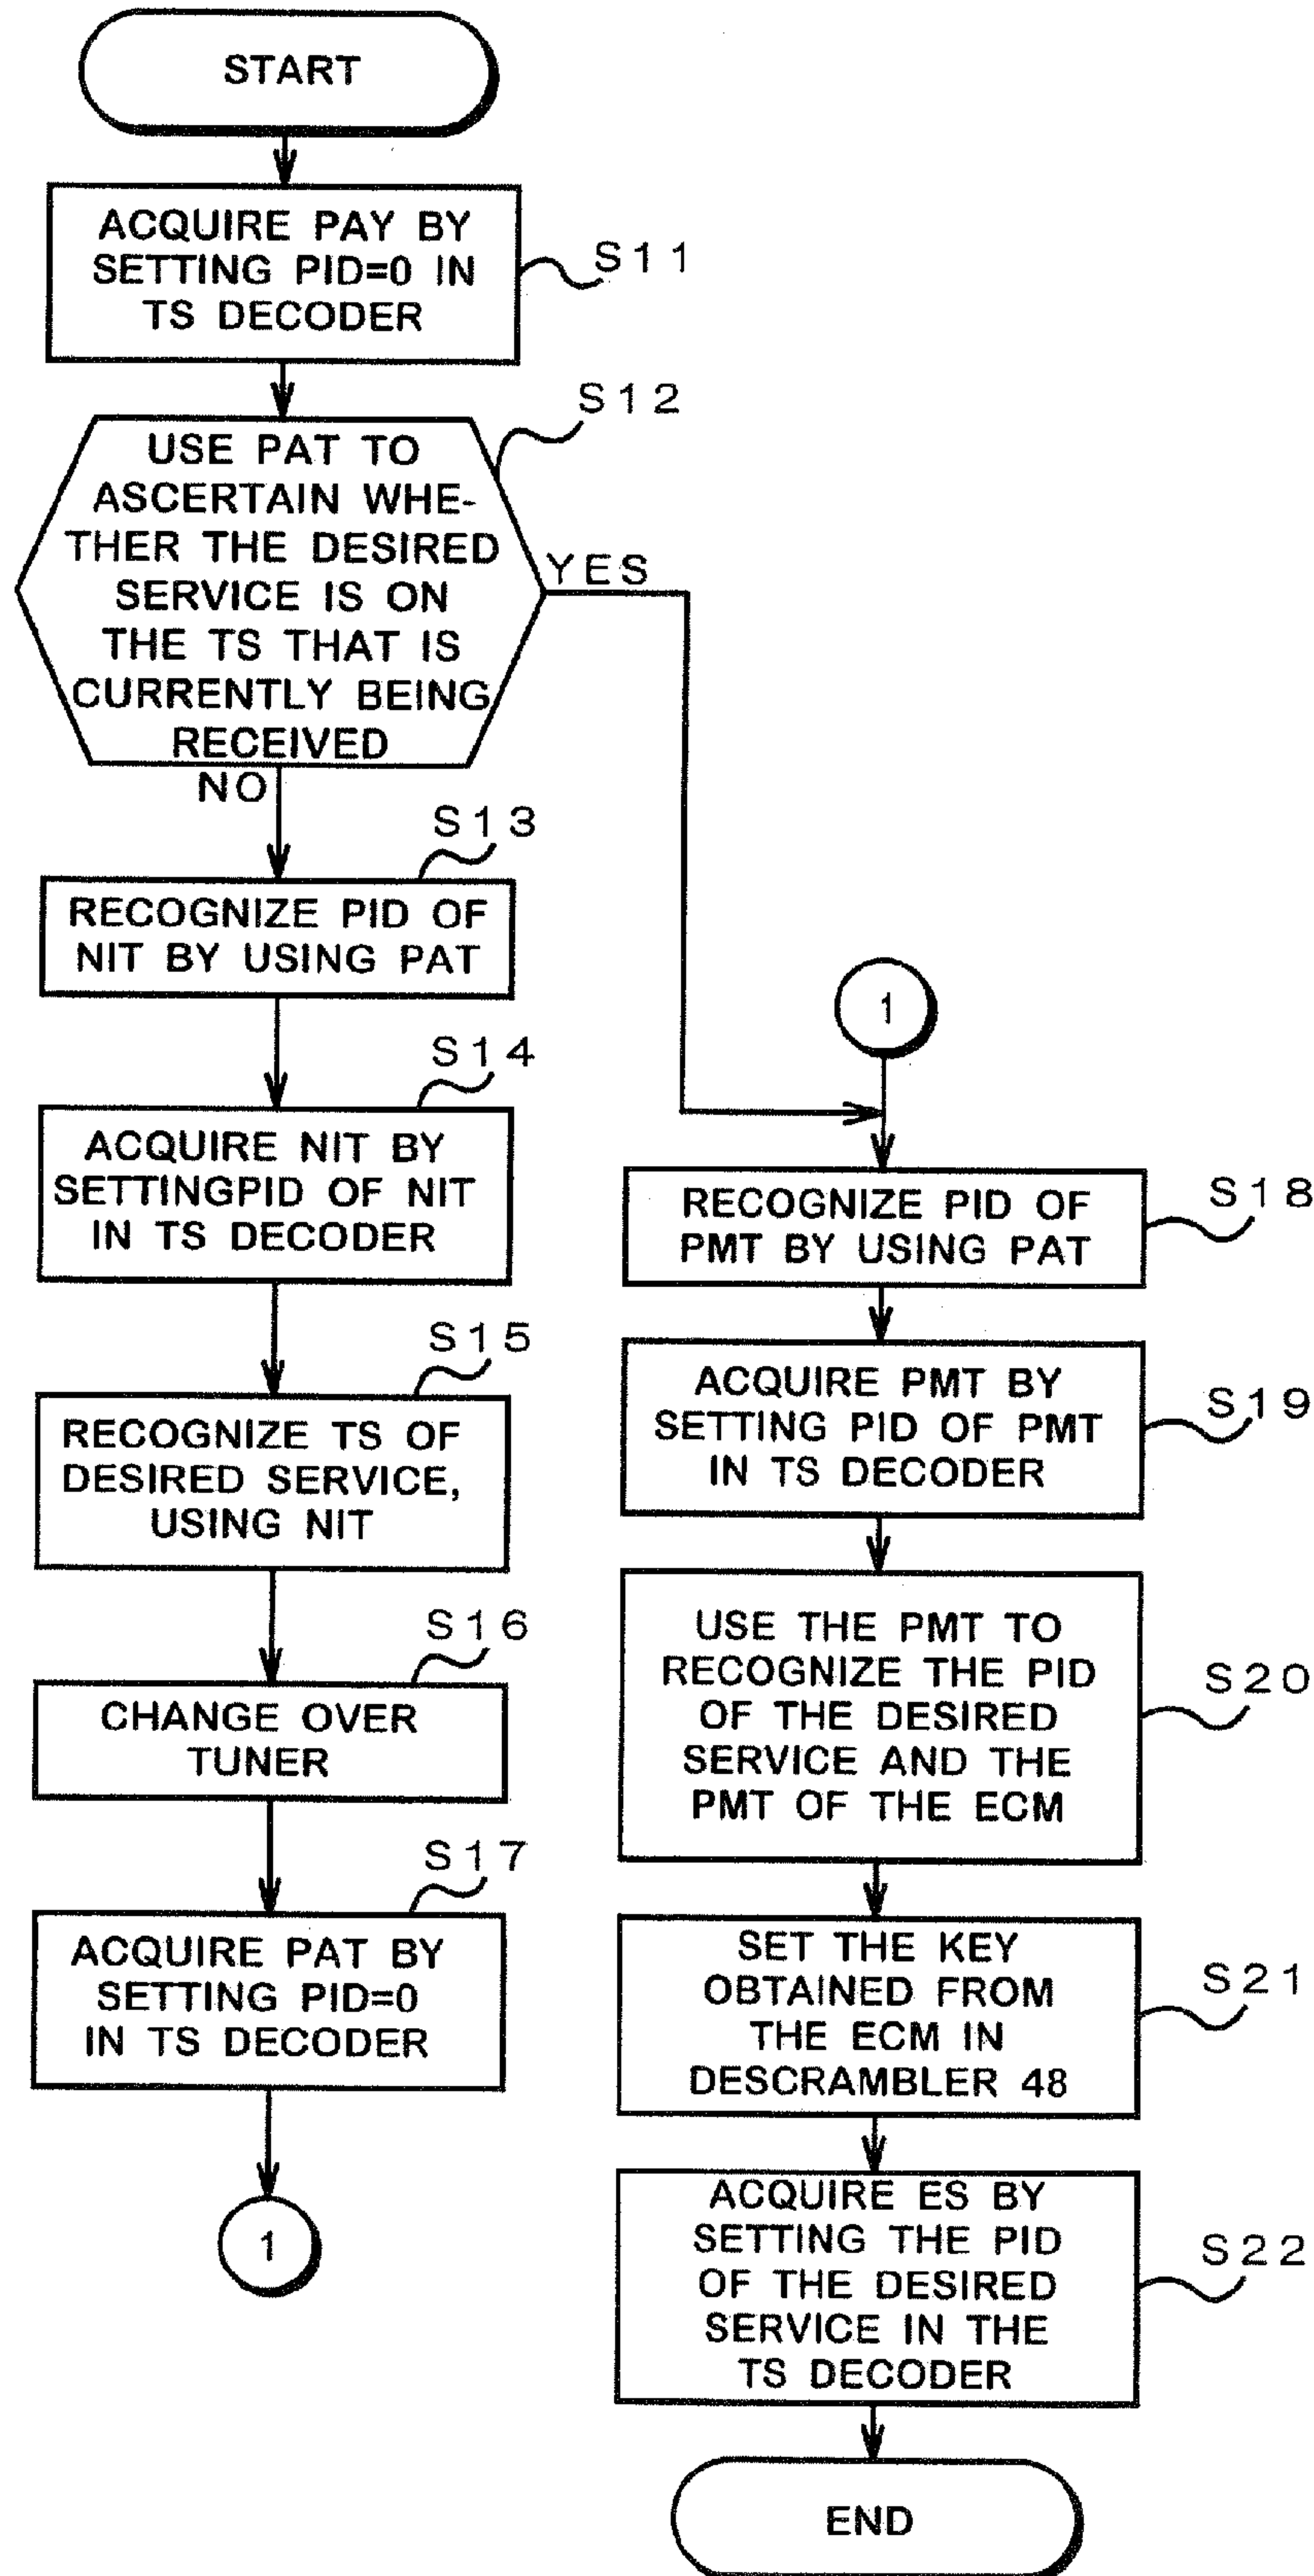 START
ACQUIRE PAY BY
SETTING PID=0 IN
TS DECODER
S11
S12
USE PAT TO
ASCERTAIN WHE-
THER THE DESIRED
SERVICE IS ON
THE TS THAT IS
CURRENTLY BEING
RECEIVED
YES
NO
S13
RECOGNIZE PID OF
NIT BY USING PAT
S14
ACQUIRE NIT BY
SETTINGPID OF NIT
IN TS DECODER
S15
RECOGNIZE TS OF
DESIRED SERVICE,
USING NIT
S16
CHANGE OVER
TUNER
S17
ACQUIRE PAT BY
SETTING PID=0
IN TS DECODER
1
1
RECOGNIZE PID OF
PMT BY USING PAT
S18
ACQUIRE PMT BY
SETTING PID OF PMT
IN TS DECODER
S19
USE THE PMT TO
RECOGNIZE THE PID
OF THE DESIRED
SERVICE AND THE
PMT OF THE ECM
S20
SET THE KEY
OBTAINED FROM
THE ECM IN
DESCRAMBLER 48
S21
ACQUIRE ES BY
SETTING THE PID
OF THE DESIRED
SERVICE IN THE
TS DECODER
S22
END